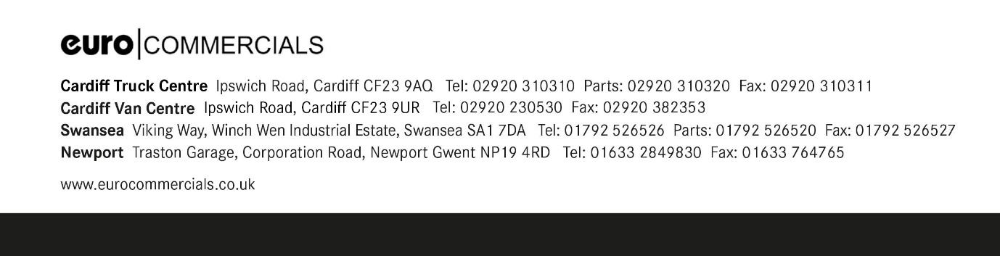 euro|COMMERCIALS
Cardiff Truck Centre Ipswich Road, Cardiff CF23 9AQ Tel: 02920 310310 Parts: 02920 310320 Fax: 02920 310311
Cardiff Van Centre Ipswich Road, Cardiff CF23 9UR Tel: 02920 230530 Fax: 02920 382353
Swansea Viking Way, Winch Wen Industrial Estate, Swansea SA1 7DA Tel: 01792 526526 Parts: 01792 526520 Fax: 01792 526527
Newport Traston Garage, Corporation Road, Newport Gwent NP19 4RD Tel: 01633 2849830 Fax: 01633 764765
www.eurocommercials.co.uk